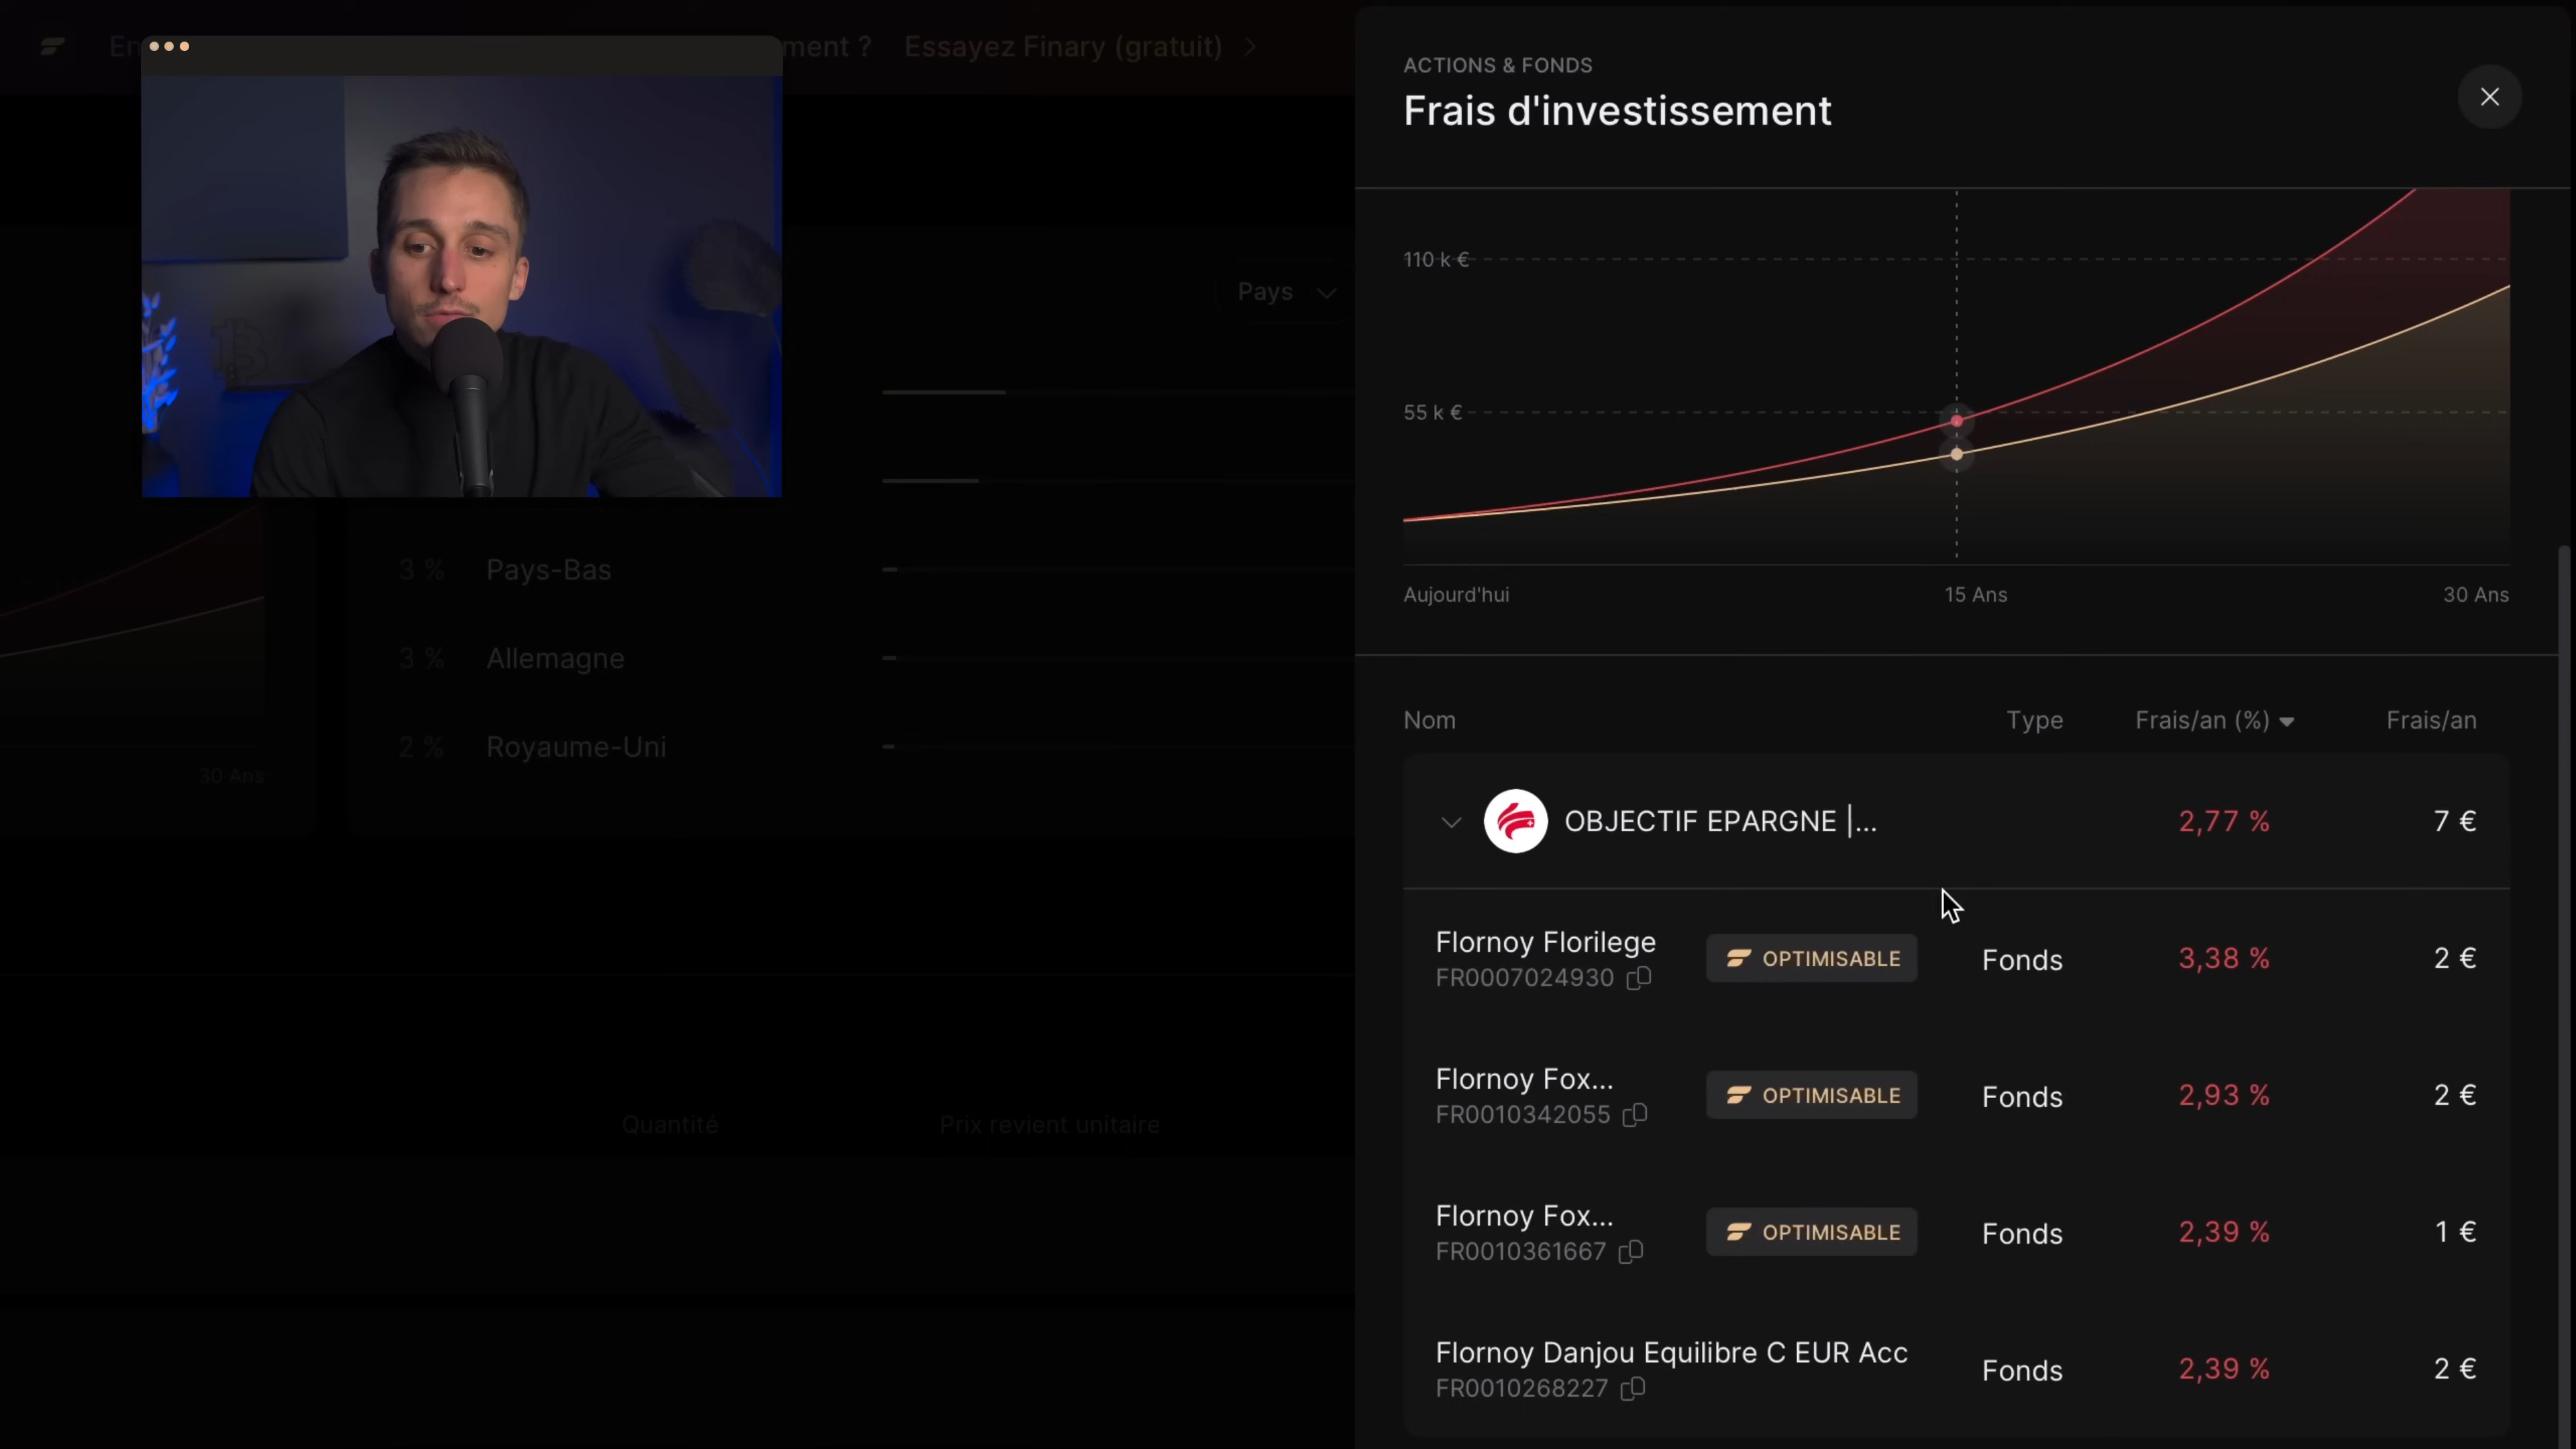 ment ? Essayez Finary (gratuit)
Pays
3 % Pays-Bas
3 % Allemagne
2 % Royaume-Uni
30 Ans
Quantité Prix revient unitaire
ACTIONS & FONDS
Frais d'investissement
110 k €
55 k €
Aujourd'hui 15 Ans 30 Ans
Nom Type Frais/an (%) Frais/an
OBJECTIF EPARGNE |... 2,77 % 7 €
Flornoy Florilege OPTIMISABLE Fonds 3,38 % 2 €
FR0007024930
Flornoy Fox... OPTIMISABLE Fonds 2,93 % 2 €
FR0010342055
Flornoy Fox... OPTIMISABLE Fonds 2,39 % 1 €
FR0010361667
Flornoy Danjou Equilibre C EUR Acc Fonds 2,39 % 2 €
FR0010268227